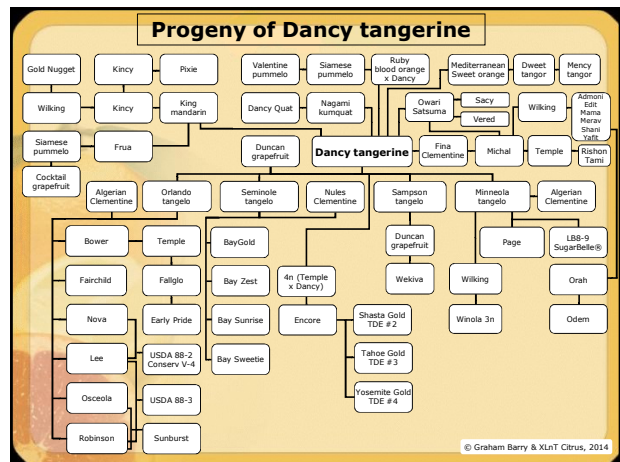 Progeny of Dancy tangerine
Gold Nugget
Kincy
Pixie
Valentine
pummelo
Siamese
pummelo
Ruby
blood orange
x Dancy
Mediterranean
Sweet orange
Dweet
tangor
Mency
tangor
Wilking
Kincy
King
mandarin
Dancy Quat
Nagami
kumquat
Owari
Satsuma
Sacy
Vered
Wilking
Admoni
Edit
Mama
Merav
Shani
Yafit
Siamese
pummelo
Frua
Duncan
grapefruit
Dancy tangerine
Fina
Clementine
Michal
Temple
Rishon
Tami
Cocktail
grapefruit
Algerian
Clementine
Orlando
tangelo
Seminole
tangelo
Nules
Clementine
Sampson
tangelo
Minneola
tangelo
Algerian
Clementine
Bower
Temple
BayGold
Duncan
grapefruit
Page
LB8-9
SugarBelle®
Fairchild
Fallglo
Bay Zest
4n (Temple
x Dancy)
Wekiva
Wilking
Orah
Nova
Early Pride
Bay Sunrise
Encore
Shasta Gold
TDE #2
Winola 3n
Odem
Lee
USDA 88-2
Conserv V-4
Bay Sweetie
Tahoe Gold
TDE #3
Osceola
USDA 88-3
Yosemite Gold
TDE #4
Robinson
Sunburst
© Graham Barry & XLnT Citrus, 2014